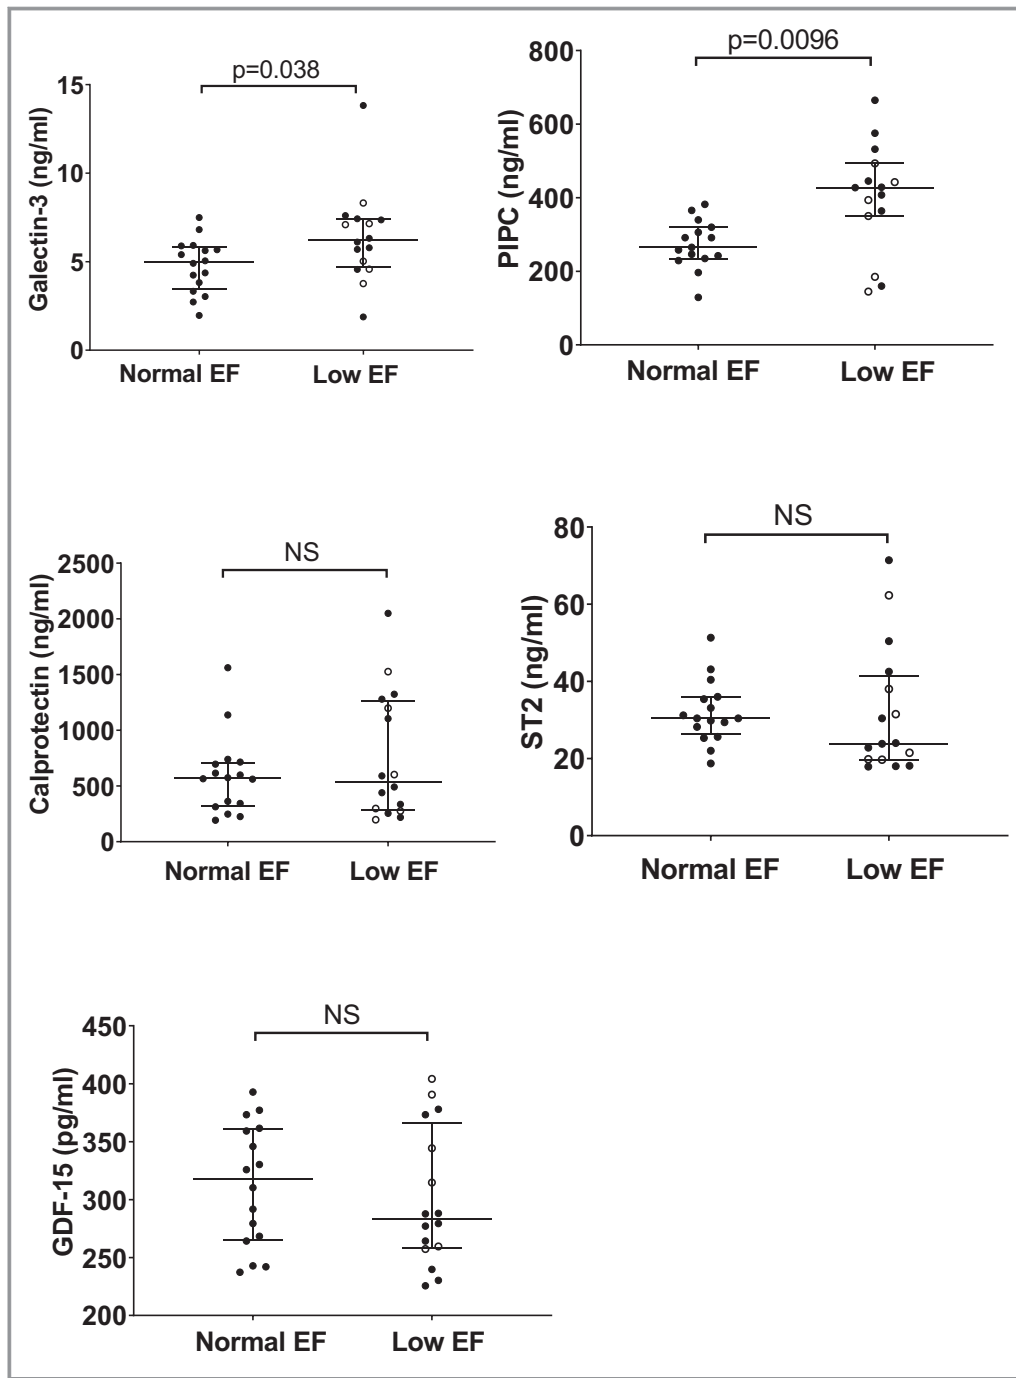 p=0.038
15
10
5
0
Galectin-3 (ng/ml)
Normal EF
Low EF
p=0.0096
800
600
400
200
0
PIPC (ng/ml)
Normal EF
Low EF
NS
2500
2000
1500
1000
500
0
Calprotectin (ng/ml)
Normal EF
Low EF
NS
80
60
40
20
0
ST2 (ng/ml)
Normal EF
Low EF
NS
450
400
350
300
250
200
GDF-15 (pg/ml)
Normal EF
Low EF